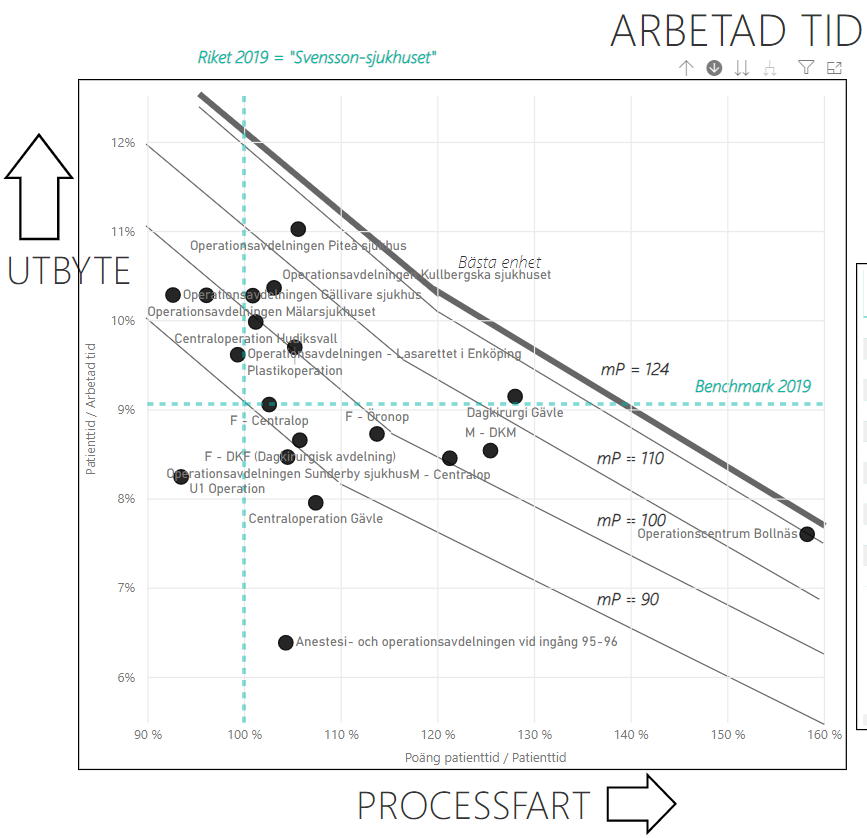 ARBETAD TID
Riket 2019 = "Svensson-sjukhuset"
UTBYTE
12%
11%
10%
9%
8%
7%
6%
Patienttid / Arbetad tid
Operationsavdelningen Piteå sjukhus
Bästa enhet
Operationsavdelningen Kullbergska sjukhuset
Operationsavdelningen Gällivare sjukhus
Operationsavdelningen Mälarsjukhuset
Centraloperation Hudiksvall
Operationsavdelningen - Lasarettet i Enköping
Plastikoperation
mP = 124
Benchmark 2019
F - Centralop
F - Öronop
Dagkirurgi Gävle
M - DKM
F - DKF (Dagkirurgisk avdelning)
mP = 110
Operationsavdelningen Sunderby sjukhus
M - Centralop
U1 Operation
Centraloperation Gävle
mP = 100
Operationscentrum Bollnäs
mP = 90
Anestesi- och operationsavdelningen vid ingång 95-96
90 %
100 %
110 %
120 %
130 %
140 %
150 %
160 %
Poäng patienttid / Patienttid
PROCESSFART